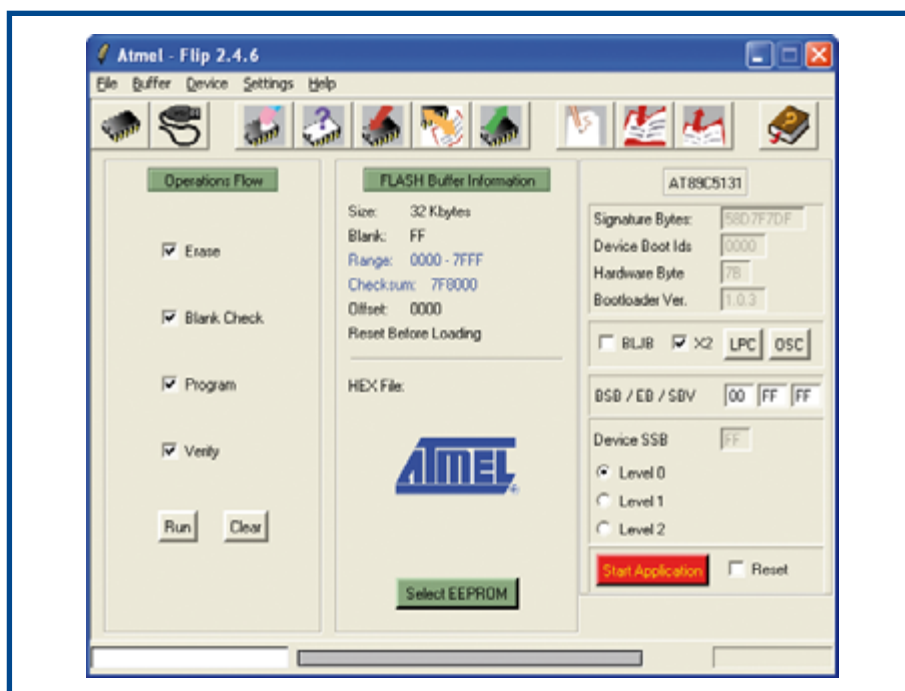 Atmel - Flip 2.4.6
File Buffer Device Settings Help
Operations Flow
Erase
Blank Check
Program
Verify
Run Clear
FLASH Buffer Information
Size: 32 Kbytes
Blank: FF
Range: 0000 - 7FFF
Checksum: 7F8000
Offset: 0000
Reset Before Loading
HEX File:
ATMEL
Select EEPROM
AT89C5131
Signature Bytes: 58D7F7DF
Device Boot Ids 0000
Hardware Byte 7B
Bootloader Ver. 1.0.3
BLJB X2 LPC OSC
BSB / EB / SBV 00 FF FF
Device SSB FF
Level 0
Level 1
Level 2
Start Application Reset